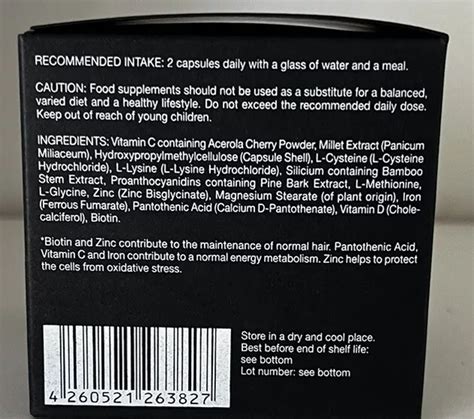 RECOMMENDED INTAKE: 2 capsules daily with a glass of water and a meal.
CAUTION: Food supplements should not be used as a substitute for a balanced,
varied diet and a healthy lifestyle. Do not exceed the recommended daily dose.
Keep out of reach of young children.
INGREDIENTS: Vitamin C containing Acerola Cherry Powder, Millet Extract (Panicum
Miliaceum), Hydroxypropylmethylcellulose (Capsule Shell), L-Cysteine (L-Cysteine
Hydrochloride), L-Lysine (L-Lysine Hydrochloride), Silicium containing Bamboo
Stem Extract, Proanthocyanidins containing Pine Bark Extract, L-Methionine,
L-Glycine, Zinc (Zinc Bisglycinate), Magnesium Stearate (of plant origin), Iron
(Ferrous Fumarate), Pantothenic Acid (Calcium D-Pantothenate), Vitamin D (Chole-
calciferol), Biotin.
*Biotin and Zinc contribute to the maintenance of normal hair. Pantothenic Acid,
Vitamin C and Iron contribute to a normal energy metabolism. Zinc helps to protect
the cells from oxidative stress.
Store in a dry and cool place.
Best before end of shelf life:
see bottom
Lot number: see bottom
4 260521 263827